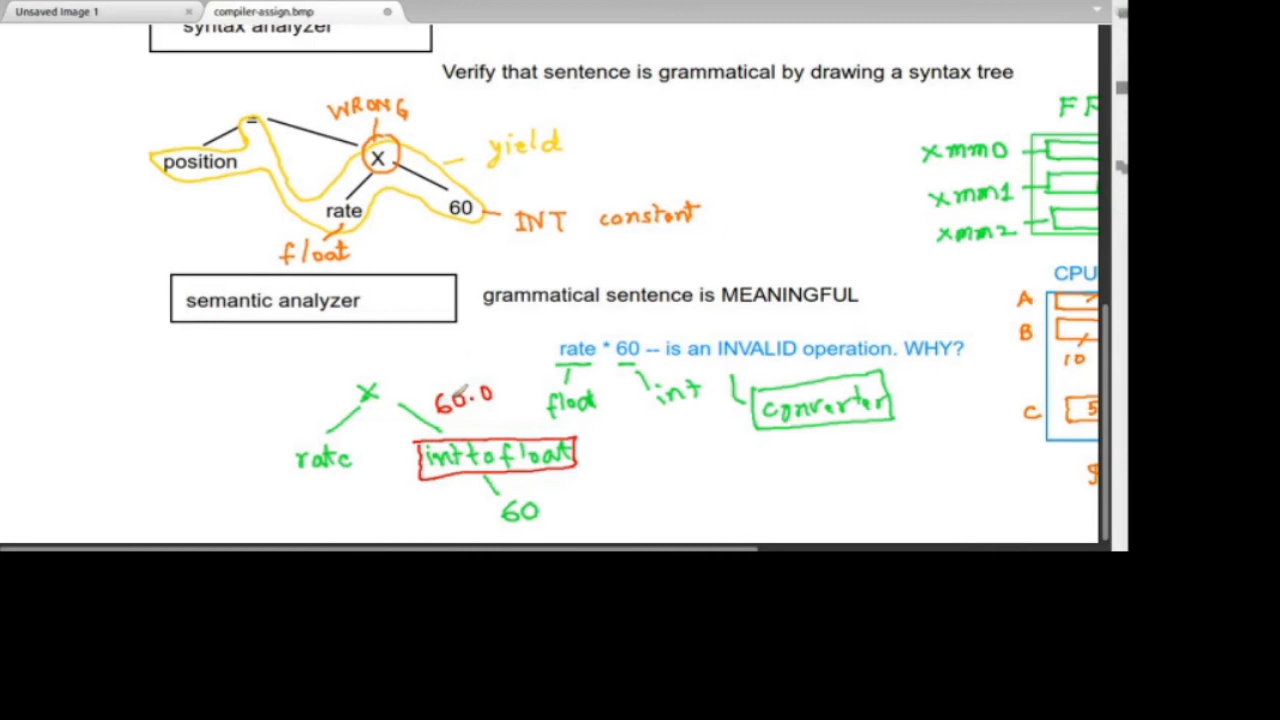 Unsaved Image 1
compiler-assign.bmp
syntax analyzer
Verify that sentence is grammatical by drawing a syntax tree
WRONG
=
yield
position
X
rate
60
INT constant
float
xmm0
xmm1
xmm2
CPU
semantic analyzer
grammatical sentence is MEANINGFUL
A
B
10
C
5
rate * 60 -- is an INVALID operation. WHY?
float
int
converter
X
60.0
rate
inttofloat
60